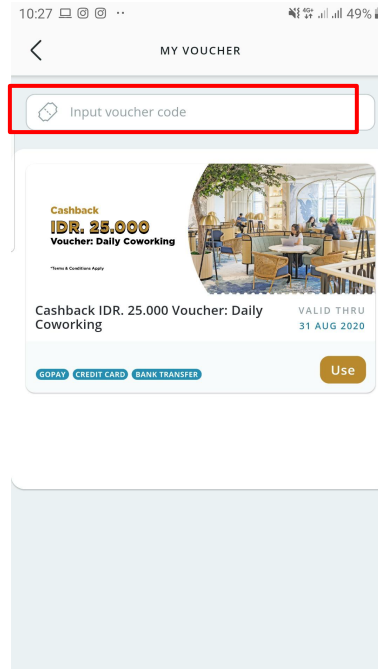 10:27
49%
MY VOUCHER
Input voucher code
Cashback
IDR. 25.000
Voucher: Daily Coworking
*Terms & Conditions Apply
Cashback IDR. 25.000 Voucher: Daily
Coworking
VALID THRU
31 AUG 2020
GOPAY CREDIT CARD BANK TRANSFER
Use